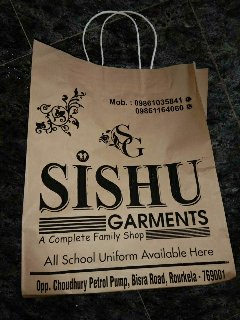 Mob. : 09861035841
09861164060
SG
SiSHU
GARMENTS
A Complete Family Shop
All School Uniform Available Here
Opp. Choudhury Petrol Pump, Bisra Road, Rourkela - 769001